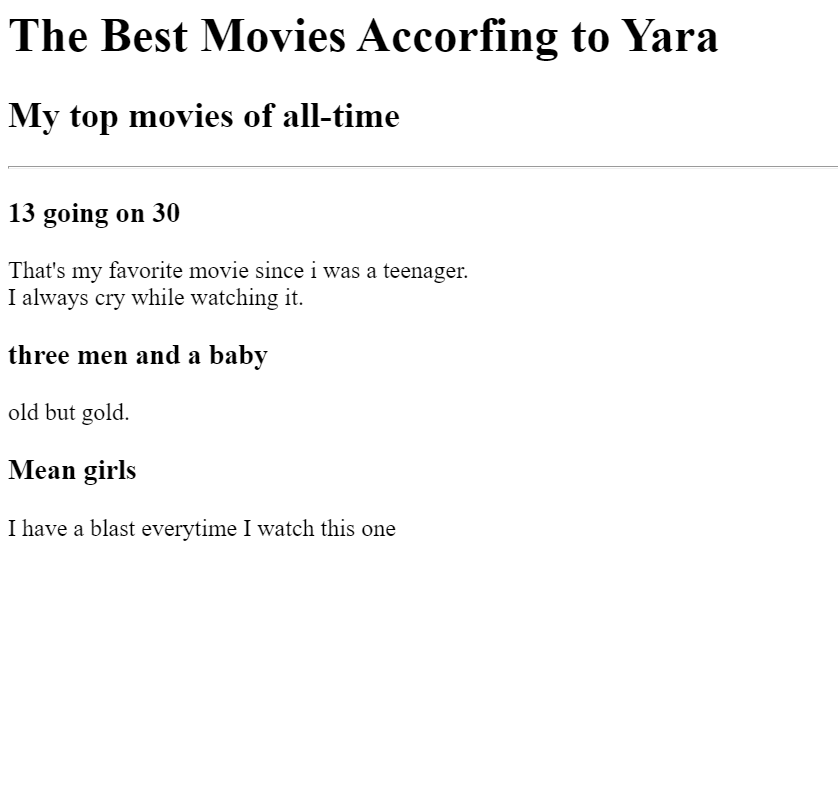 The Best Movies Accorfing to Yara
My top movies of all-time
13 going on 30
That's my favorite movie since i was a teenager.
I always cry while watching it.
three men and a baby
old but gold.
Mean girls
I have a blast everytime I watch this one